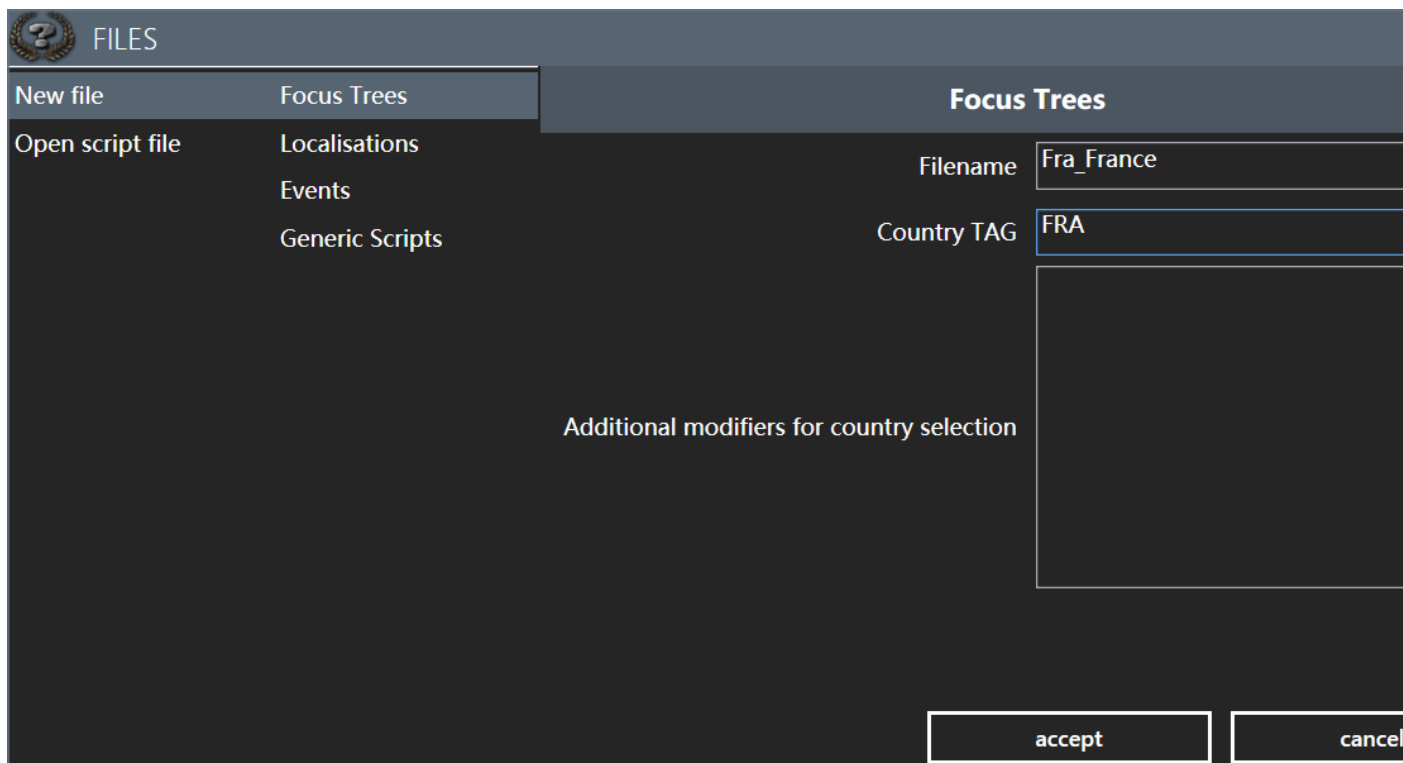 FILES
New file
Open script file
Focus Trees
Localisations
Events
Generic Scripts
Focus Trees
Filename Fra_France
Country TAG FRA
Additional modifiers for country selection
accept cancel